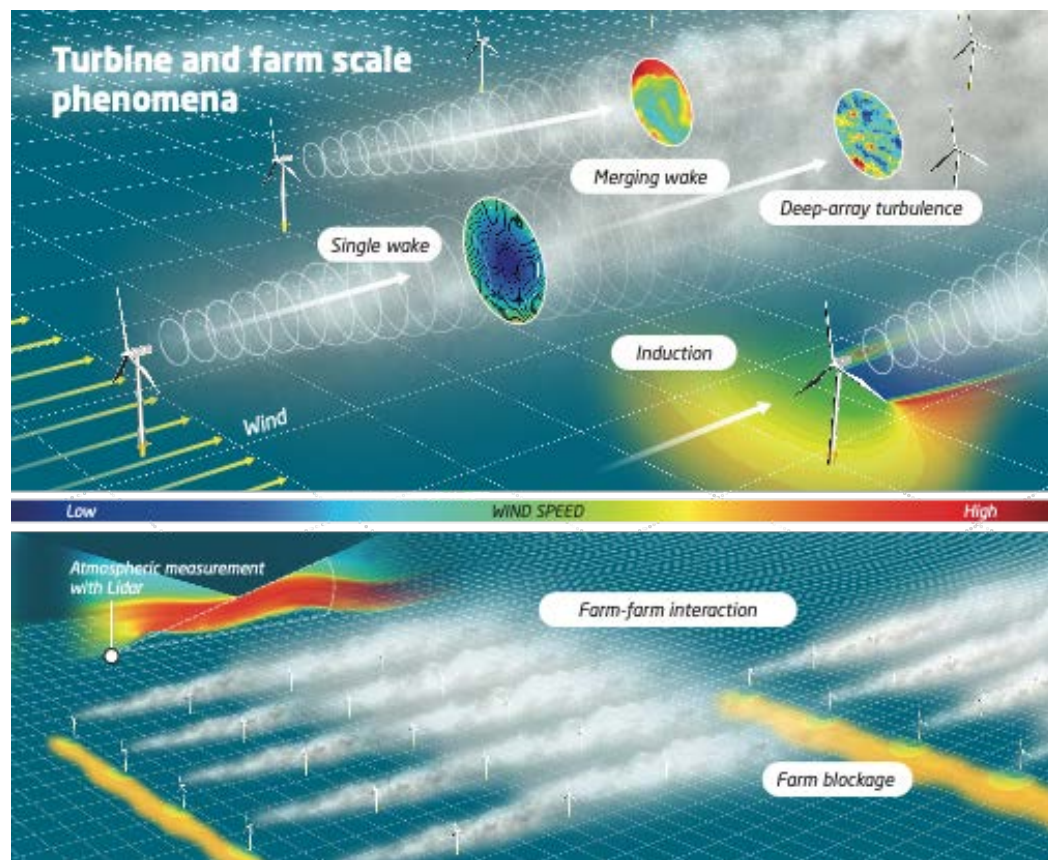 Turbine and farm scale
phenomena
Merging wake
Deep-array turbulence
Single wake
Induction
Wind
Low WIND SPEED High
Atmospheric measurement
with Lidar
Farm-farm interaction
Farm blockage